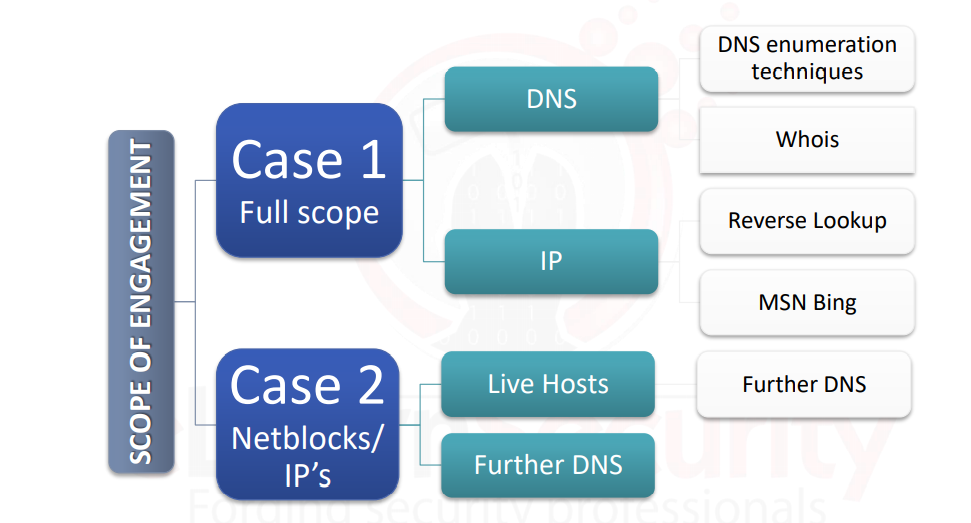 SCOPE OF ENGAGEMENT
Case 1
Full scope
DNS
DNS enumeration
techniques
Whois
IP
Reverse Lookup
MSN Bing
Case 2
Netblocks/
IP's
Live Hosts
Further DNS
Further DNS
Forging security professionals